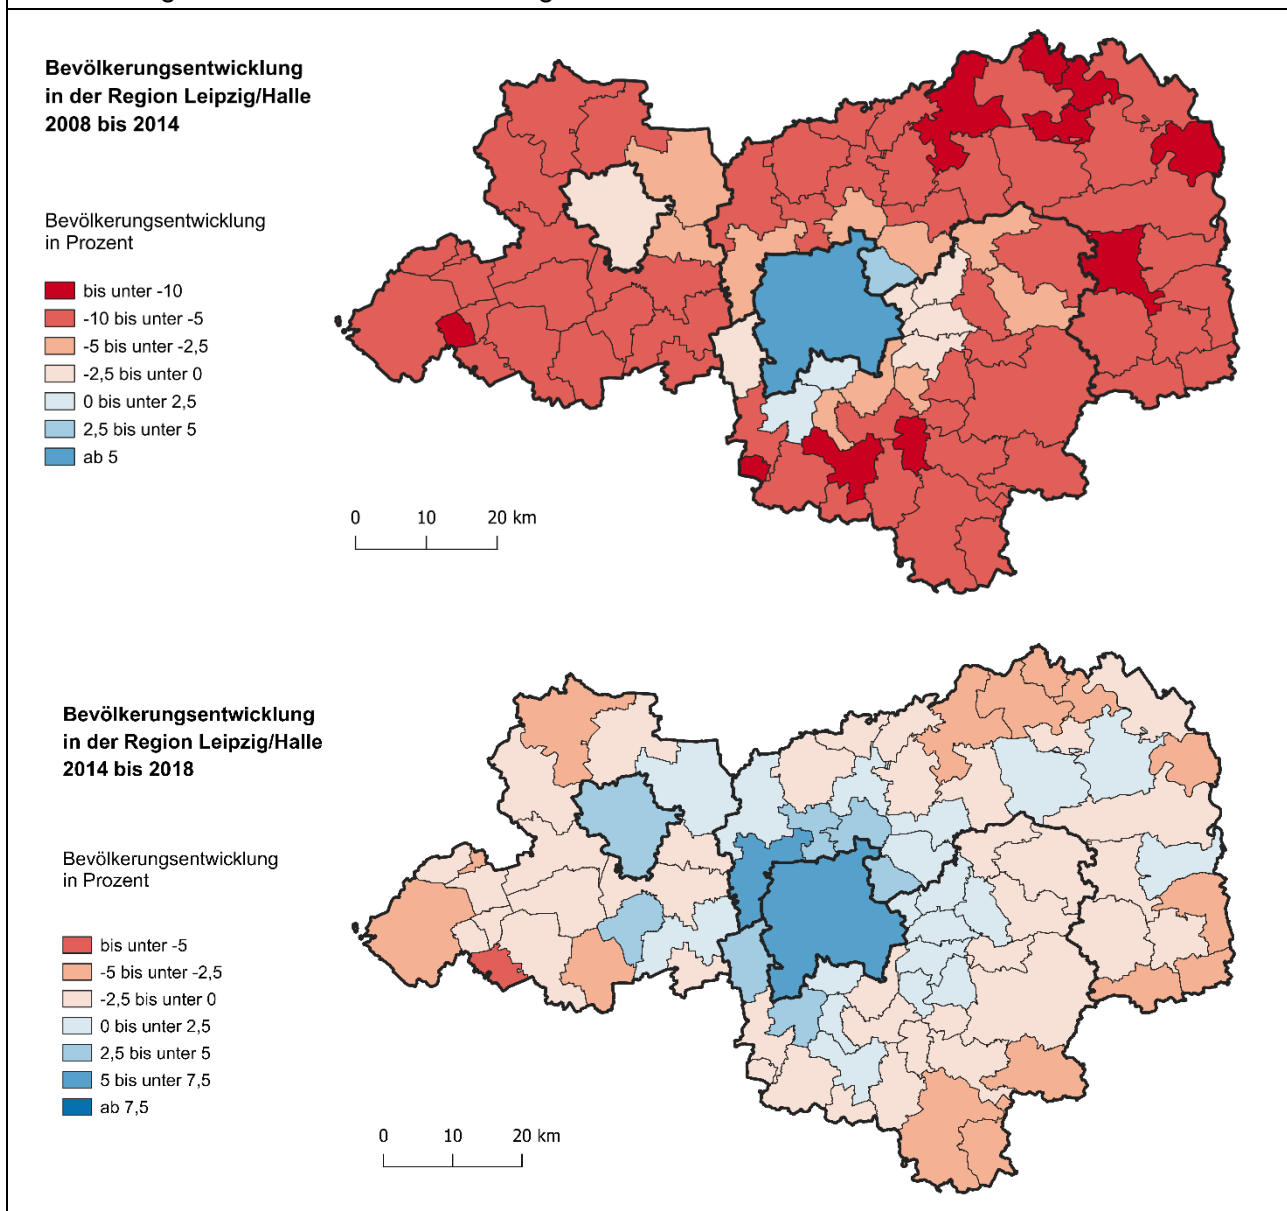 Bevölkerungsentwicklung
in der Region Leipzig/Halle
2008 bis 2014
Bevölkerungsentwicklung
in Prozent
bis unter -10
-10 bis unter -5
-5 bis unter -2,5
-2,5 bis unter 0
0 bis unter 2,5
2,5 bis unter 5
ab 5
0 10 20 km
Bevölkerungsentwicklung
in der Region Leipzig/Halle
2014 bis 2018
Bevölkerungsentwicklung
in Prozent
bis unter -5
-5 bis unter -2,5
-2,5 bis unter 0
0 bis unter 2,5
2,5 bis unter 5
5 bis unter 7,5
ab 7,5
0 10 20 km